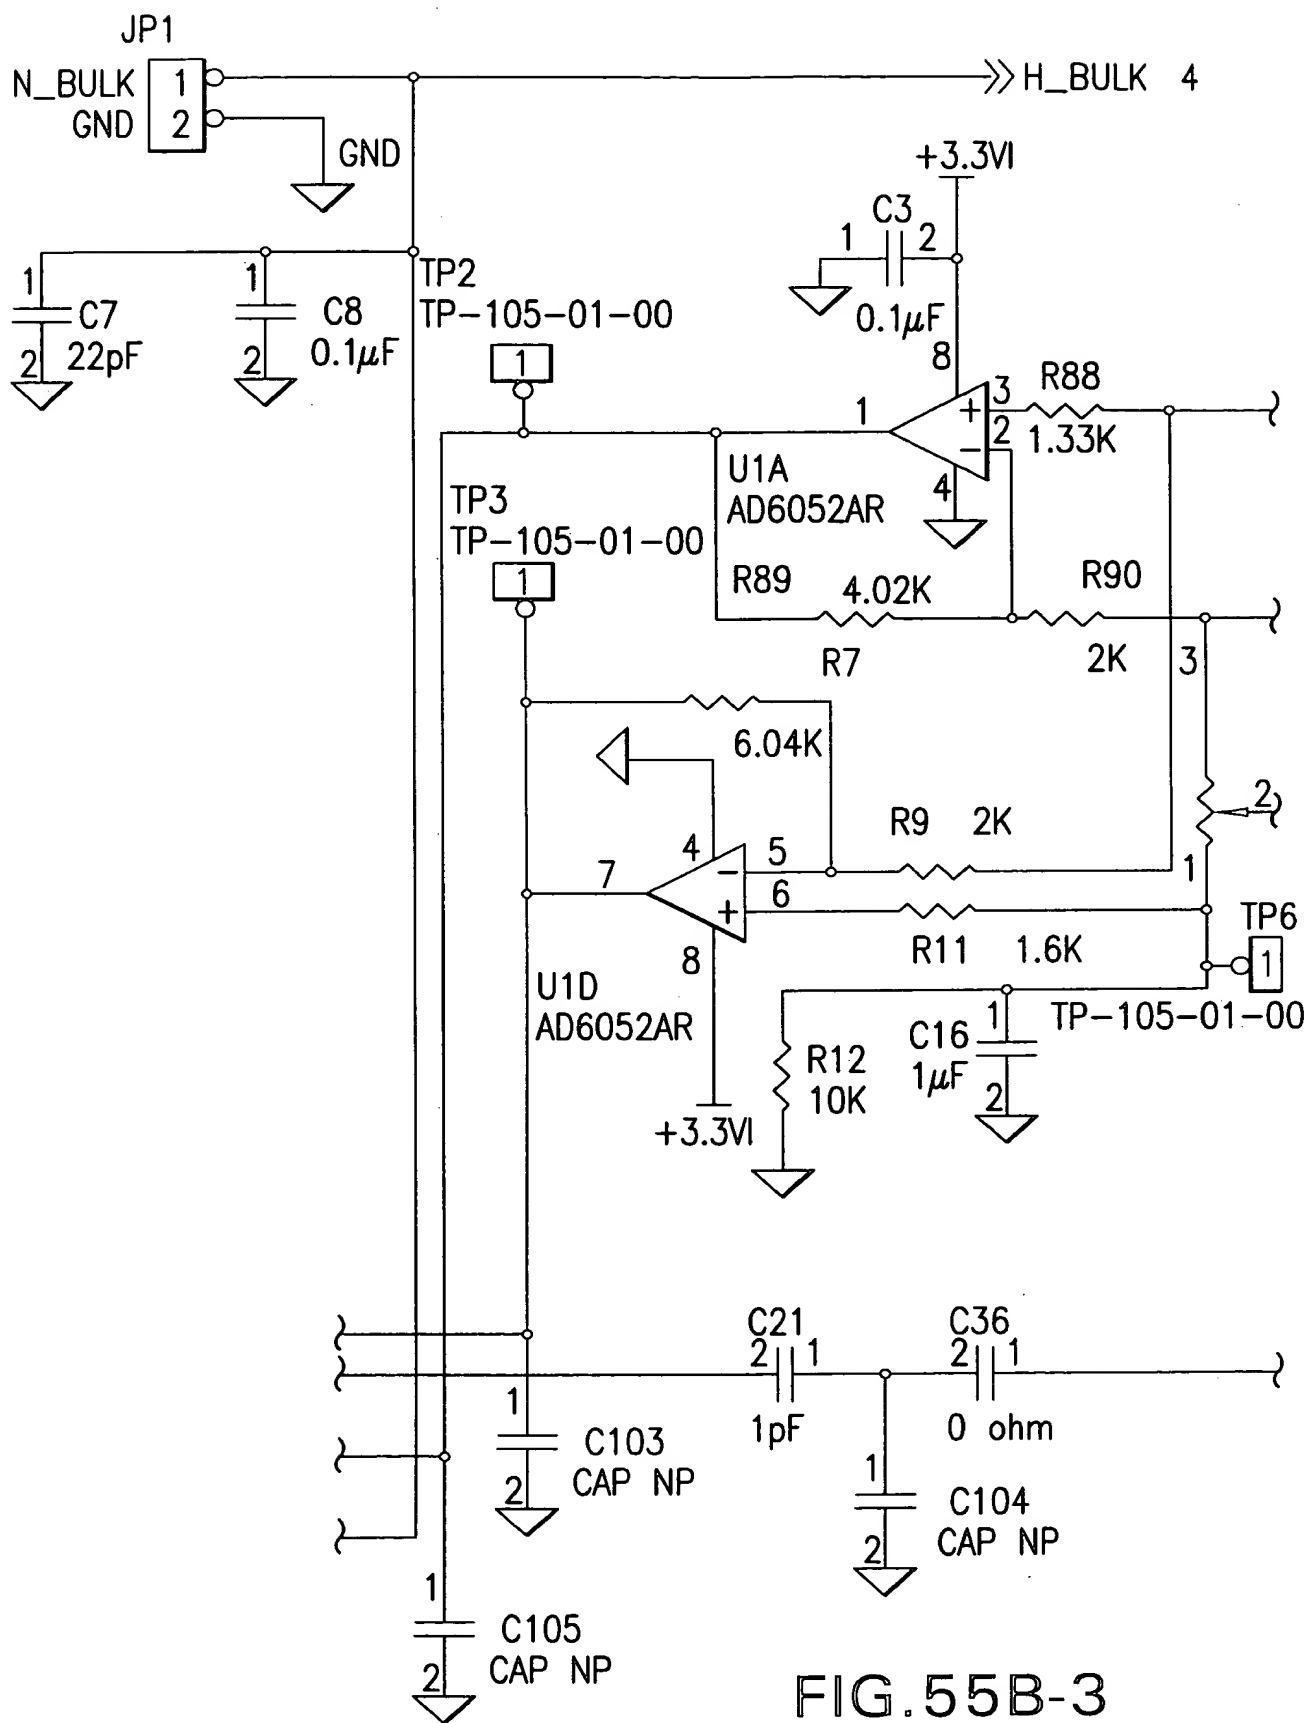 JP1
N_BULK 1
GND 2
GND
H_BULK 4
+3.3VI
C3
1 2
0.1µF
8
1
C7
22pF
2
1
C8
0.1µF
2
TP2
TP-105-01-00
1
1
3
2
R88
1.33K
U1A
AD6052AR
4
TP3
TP-105-01-00
1
R89
4.02K
R90
2K
3
R7
6.04K
2
R9 2K
4
5
7
6
1
R11 1.6K
8
TP6
1
TP-105-01-00
U1D
AD6052AR
R12
10K
1
C16
1µF
2
+3.3VI
C21
2 1
1pF
C36
2 1
0 ohm
1
C103
CAP NP
2
1
C104
CAP NP
2
1
C105
CAP NP
2
FIG.55B-3